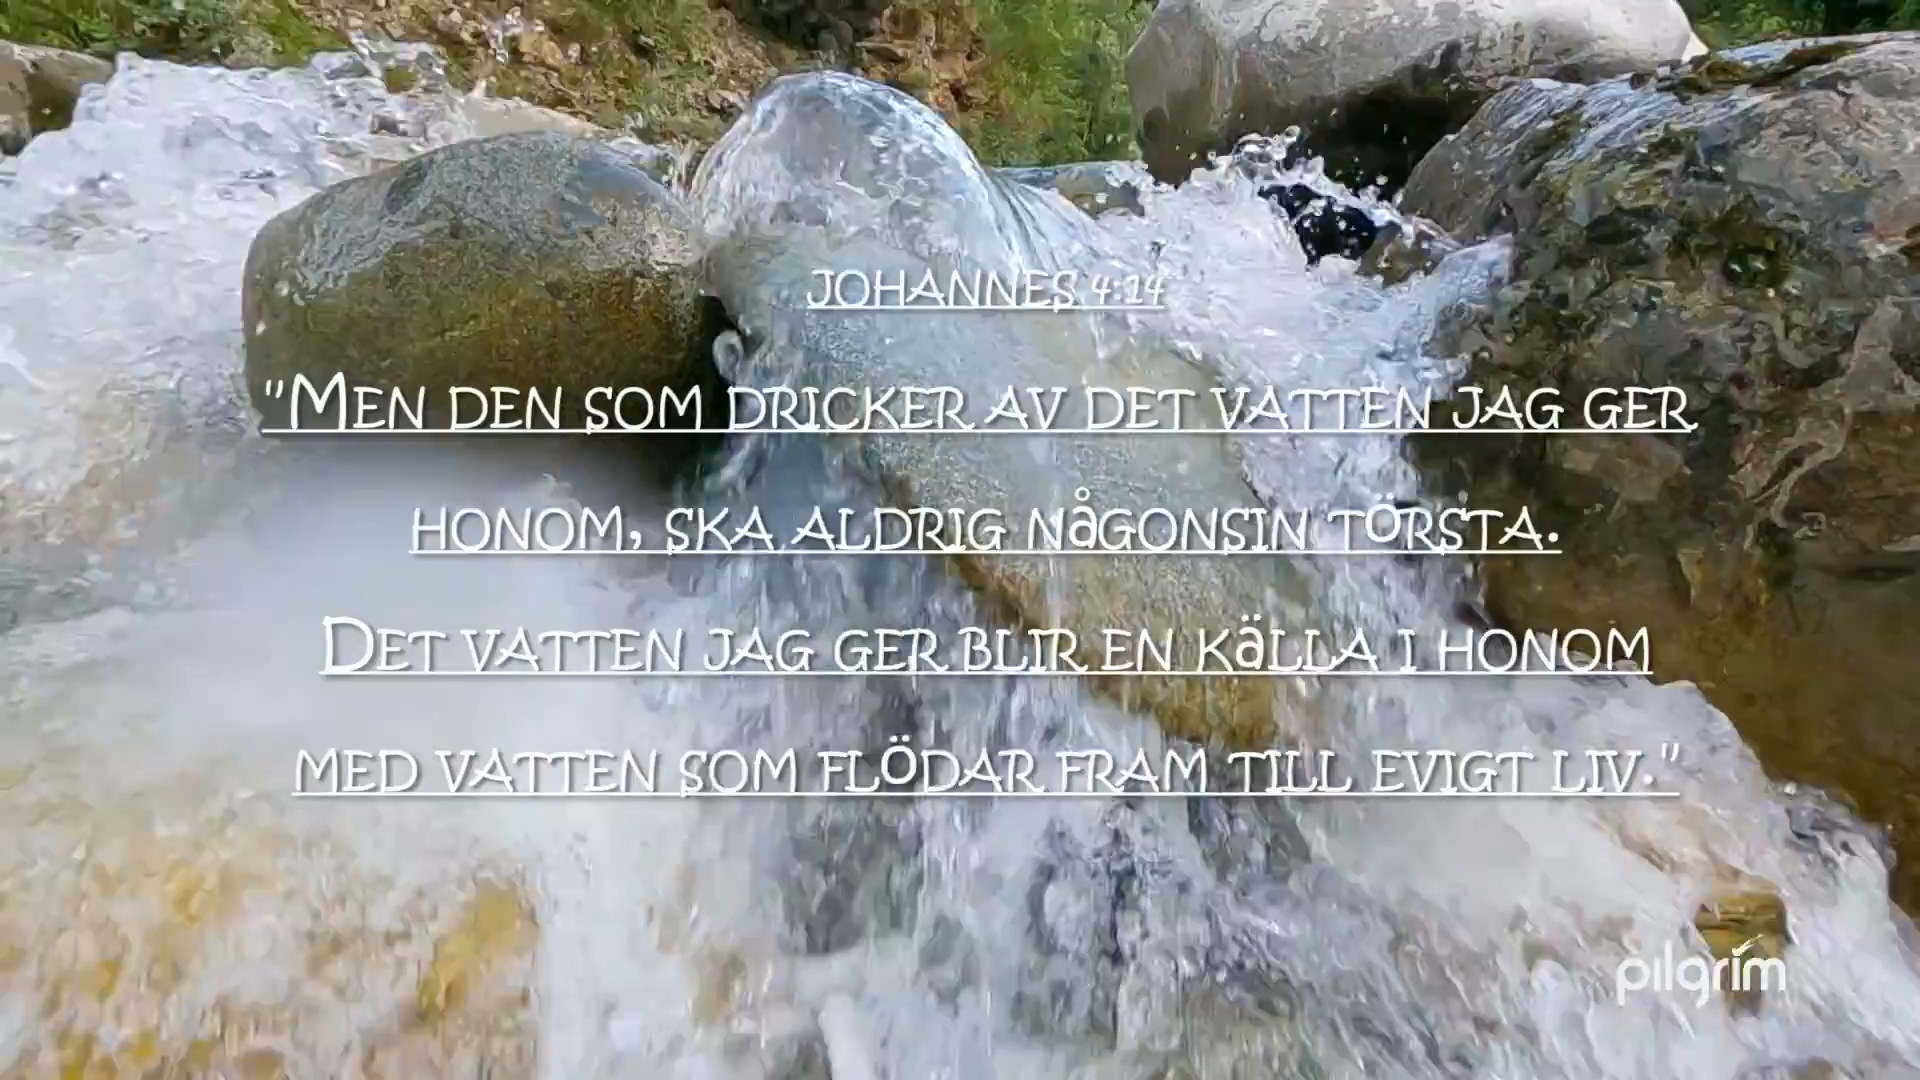 JOHANNES 4:14
"MEN DEN SOM DRICKER AV DET VATTEN JAG GER
HONOM, SKA ALDRIG NÅGONSIN TÖRSTA.
DET VATTEN JAG GER BLIR EN KÄLLA I HONOM
MED VATTEN SOM FLÖDAR FRAM TILL EVIGT LIV."
pilgrim